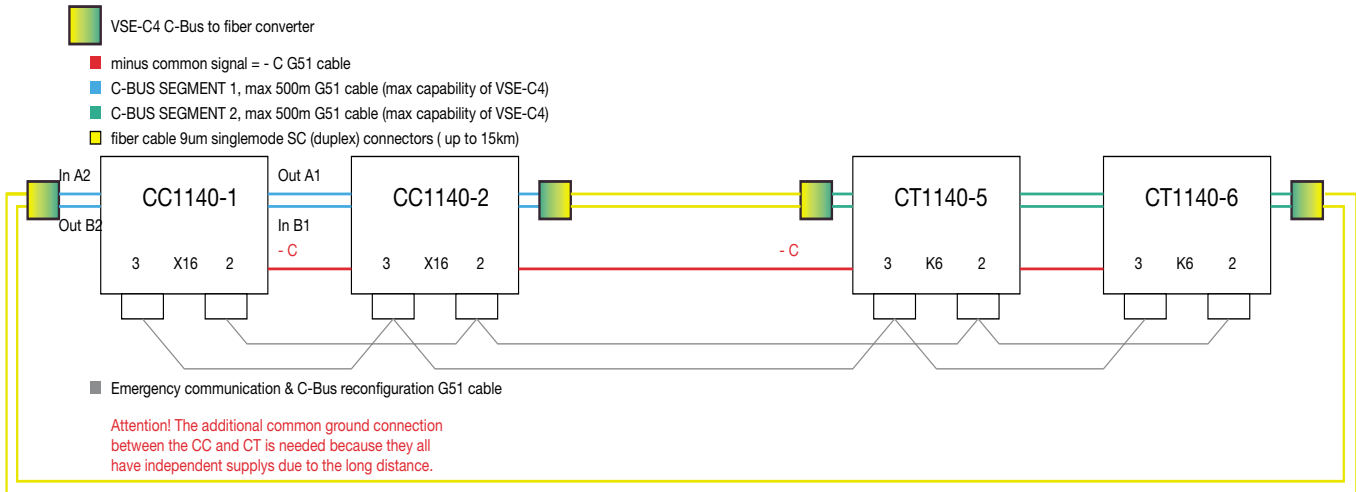 VSE-C4 C-Bus to fiber converter
minus common signal = - C G51 cable
C-BUS SEGMENT 1, max 500m G51 cable (max capability of VSE-C4)
C-BUS SEGMENT 2, max 500m G51 cable (max capability of VSE-C4)
fiber cable 9um singlemode SC (duplex) connectors ( up to 15km)
In A2
Out A1
CC1140-1
CC1140-2
CT1140-5
CT1140-6
Out B2
In B1
- C
- C
3 X16 2
3 X16 2
3 K6 2
3 K6 2
Emergency communication & C-Bus reconfiguration G51 cable
Attention! The additional common ground connection
between the CC and CT is needed because they all
have independent supplys due to the long distance.